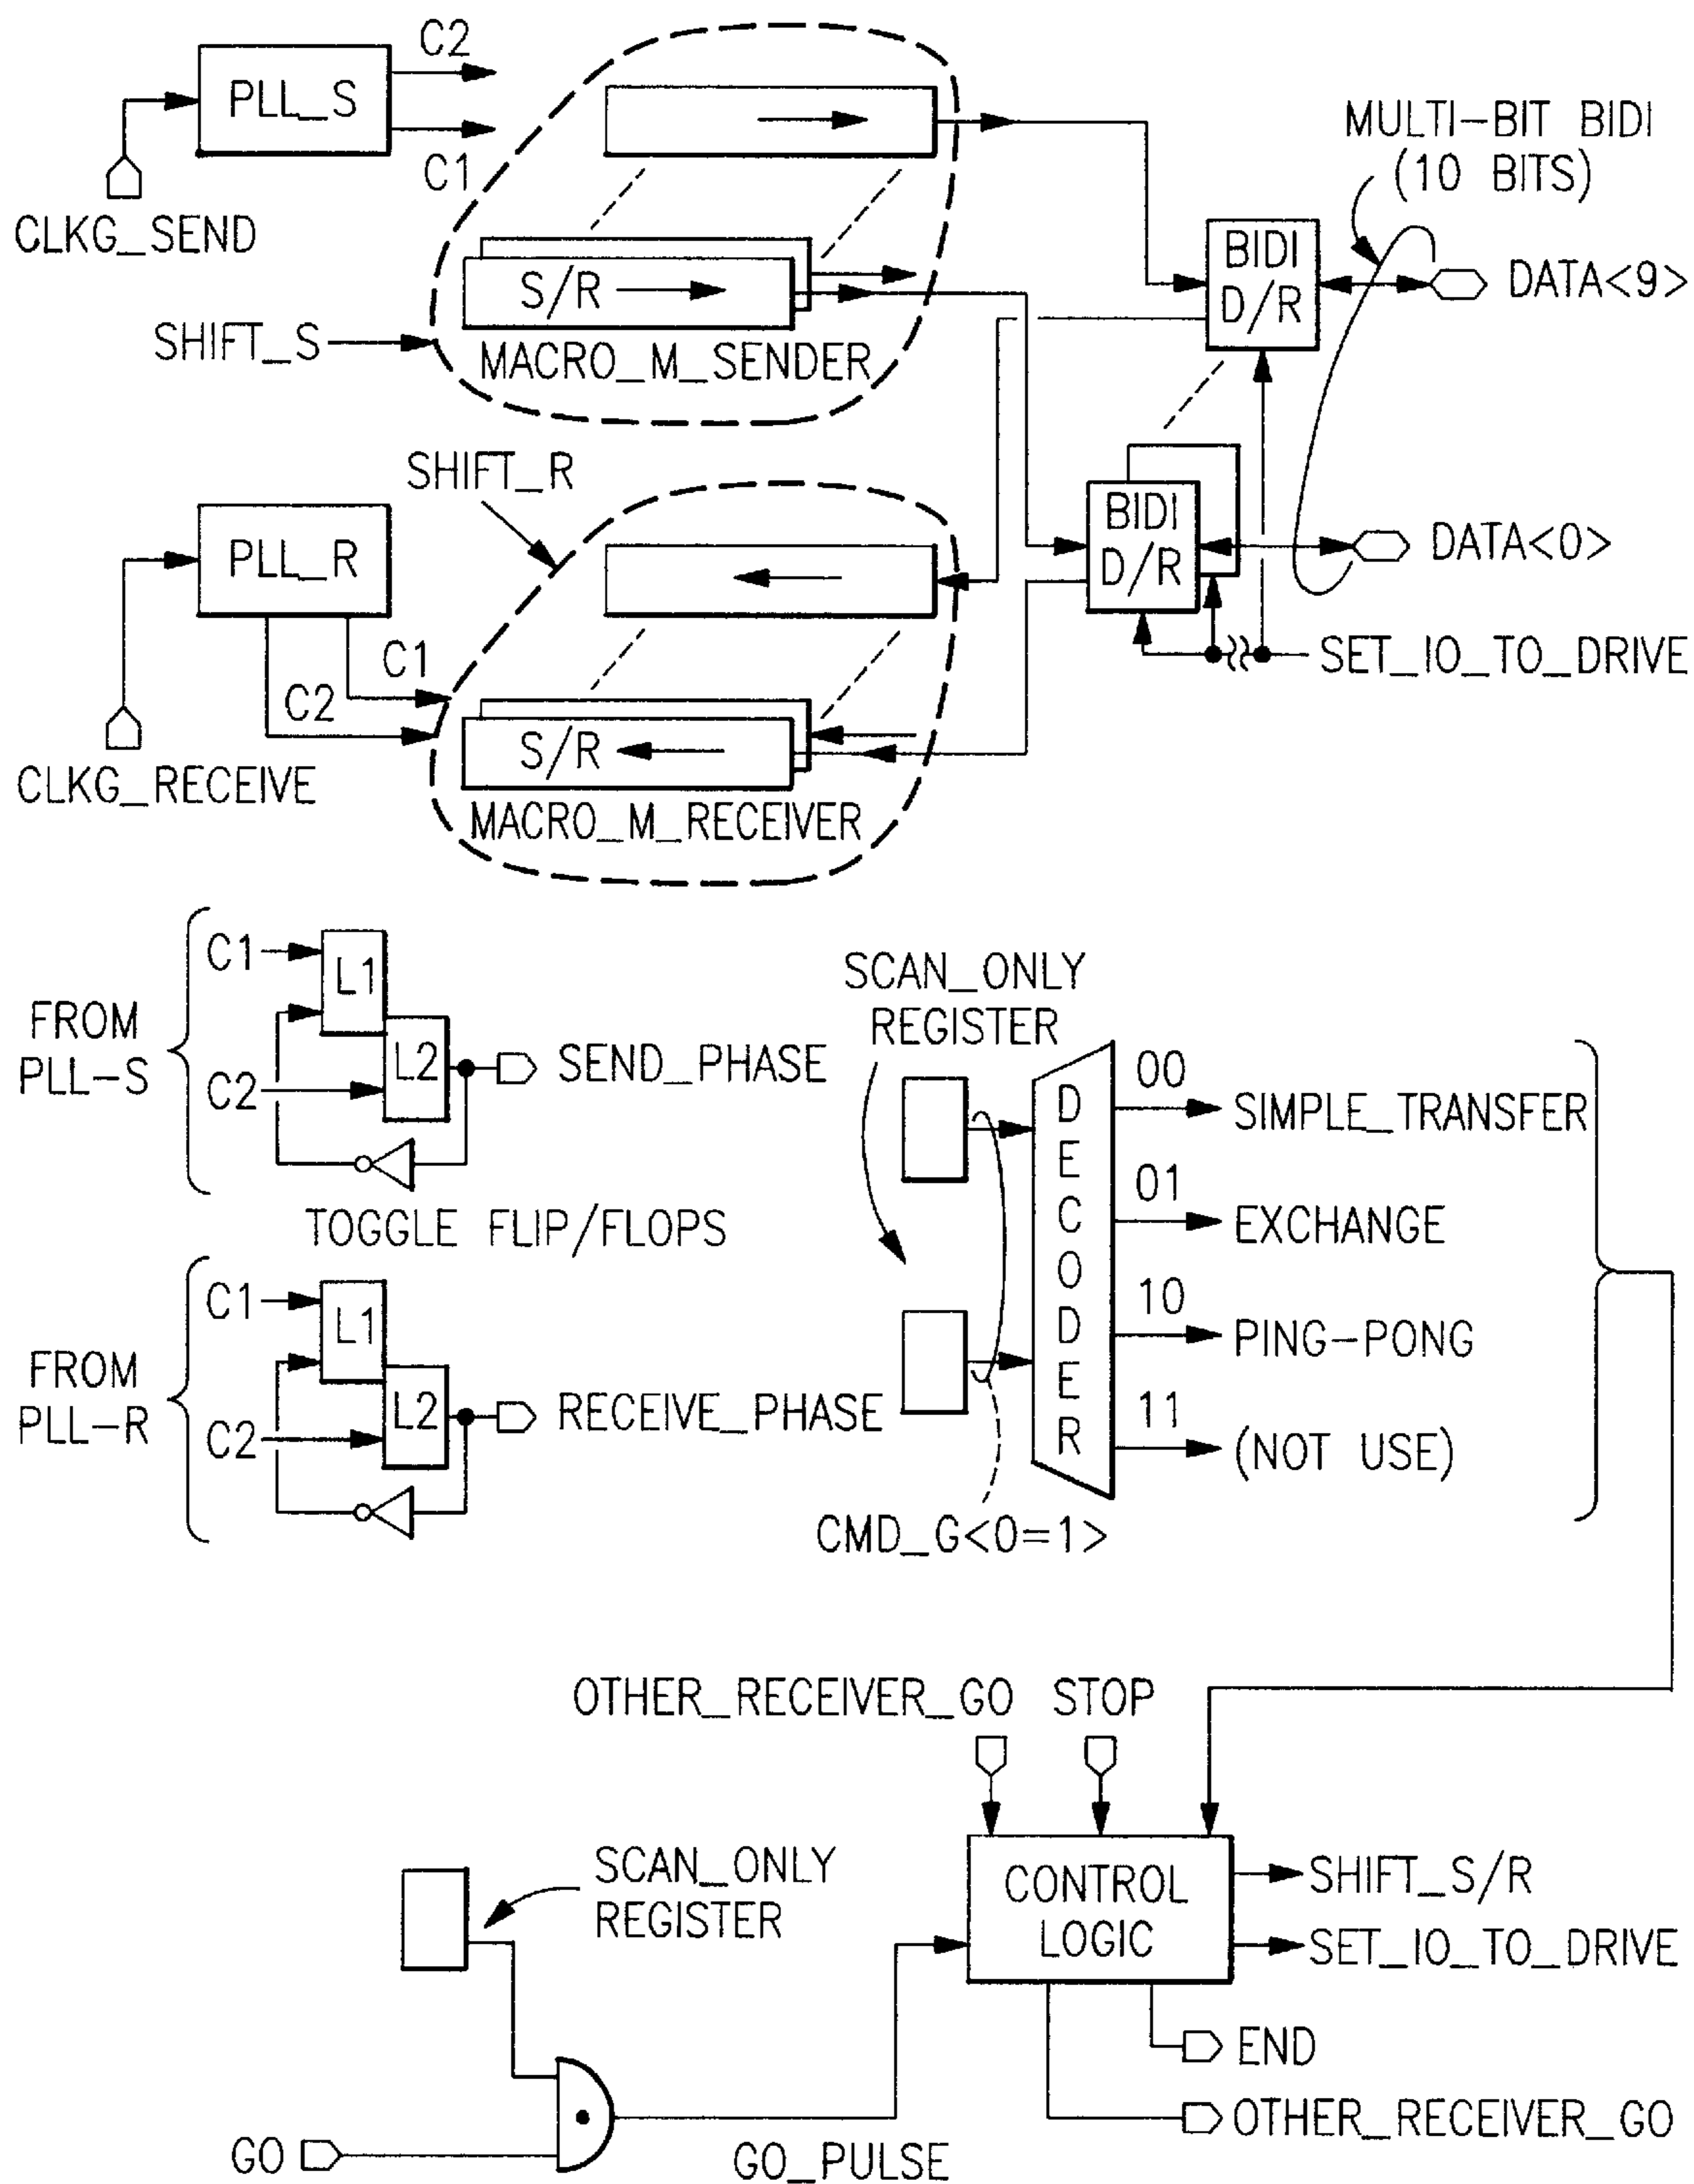 C2
PLL_S
C1
CLKG_SEND
MULTI-BIT BIDI
(10 BITS)
BIDI
D/R
DATA<9>
S/R
SHIFT_S
MACRO_M_SENDER
SHIFT_R
BIDI
D/R
DATA<0>
PLL_R
C1
C2
SET_IO_TO_DRIVE
S/R
CLKG_RECEIVE
MACRO_M_RECEIVER
C1
L1
FROM
PLL-S
C2
L2
SEND_PHASE
TOGGLE FLIP/FLOPS
C1
L1
FROM
PLL-R
C2
L2
RECEIVE_PHASE
SCAN_ONLY
REGISTER
DECODER
00
SIMPLE_TRANSFER
01
EXCHANGE
10
PING-PONG
11
(NOT USE)
CMD_G<0=1>
OTHER_RECEIVER_GO
STOP
SCAN_ONLY
REGISTER
CONTROL
LOGIC
SHIFT_S/R
SET_IO_TO_DRIVE
END
OTHER_RECEIVER_GO
GO
GO_PULSE